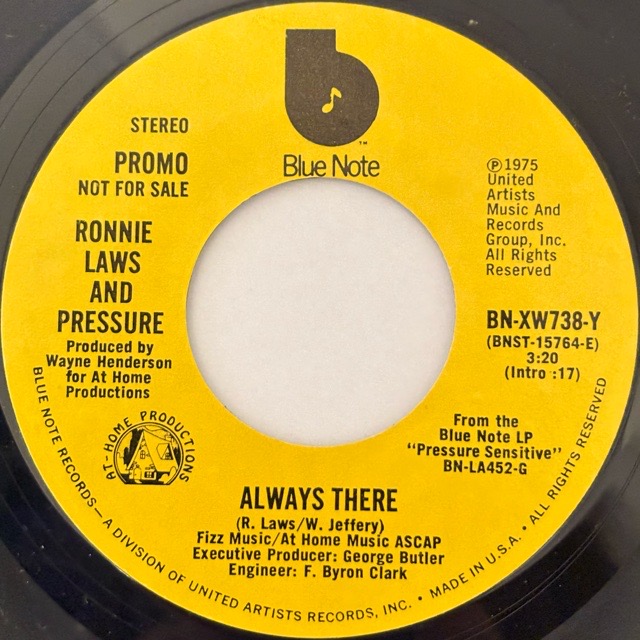 Blue Note
™
STEREO
PROMO
NOT FOR SALE
RONNIE
LAWS
AND
PRESSURE
Produced by
Wayne Henderson
for At Home
Productions
AT-HOME PRODUCTIONS
℗ 1975
United
Artists
Music And
Records
Group, Inc.
All Rights
Reserved
BN-XW738-Y
(BNST-15764-E)
3:20
(Intro :17)
From the
Blue Note LP
"Pressure Sensitive"
BN-LA452-G
ALWAYS THERE
(R. Laws/W. Jeffery)
Fizz Music/At Home Music ASCAP
Executive Producer: George Butler
Engineer: F. Byron Clark
BLUE NOTE RECORDS—A DIVISION OF UNITED ARTISTS RECORDS, INC. • MADE IN U.S.A. • ALL RIGHTS RESERVED